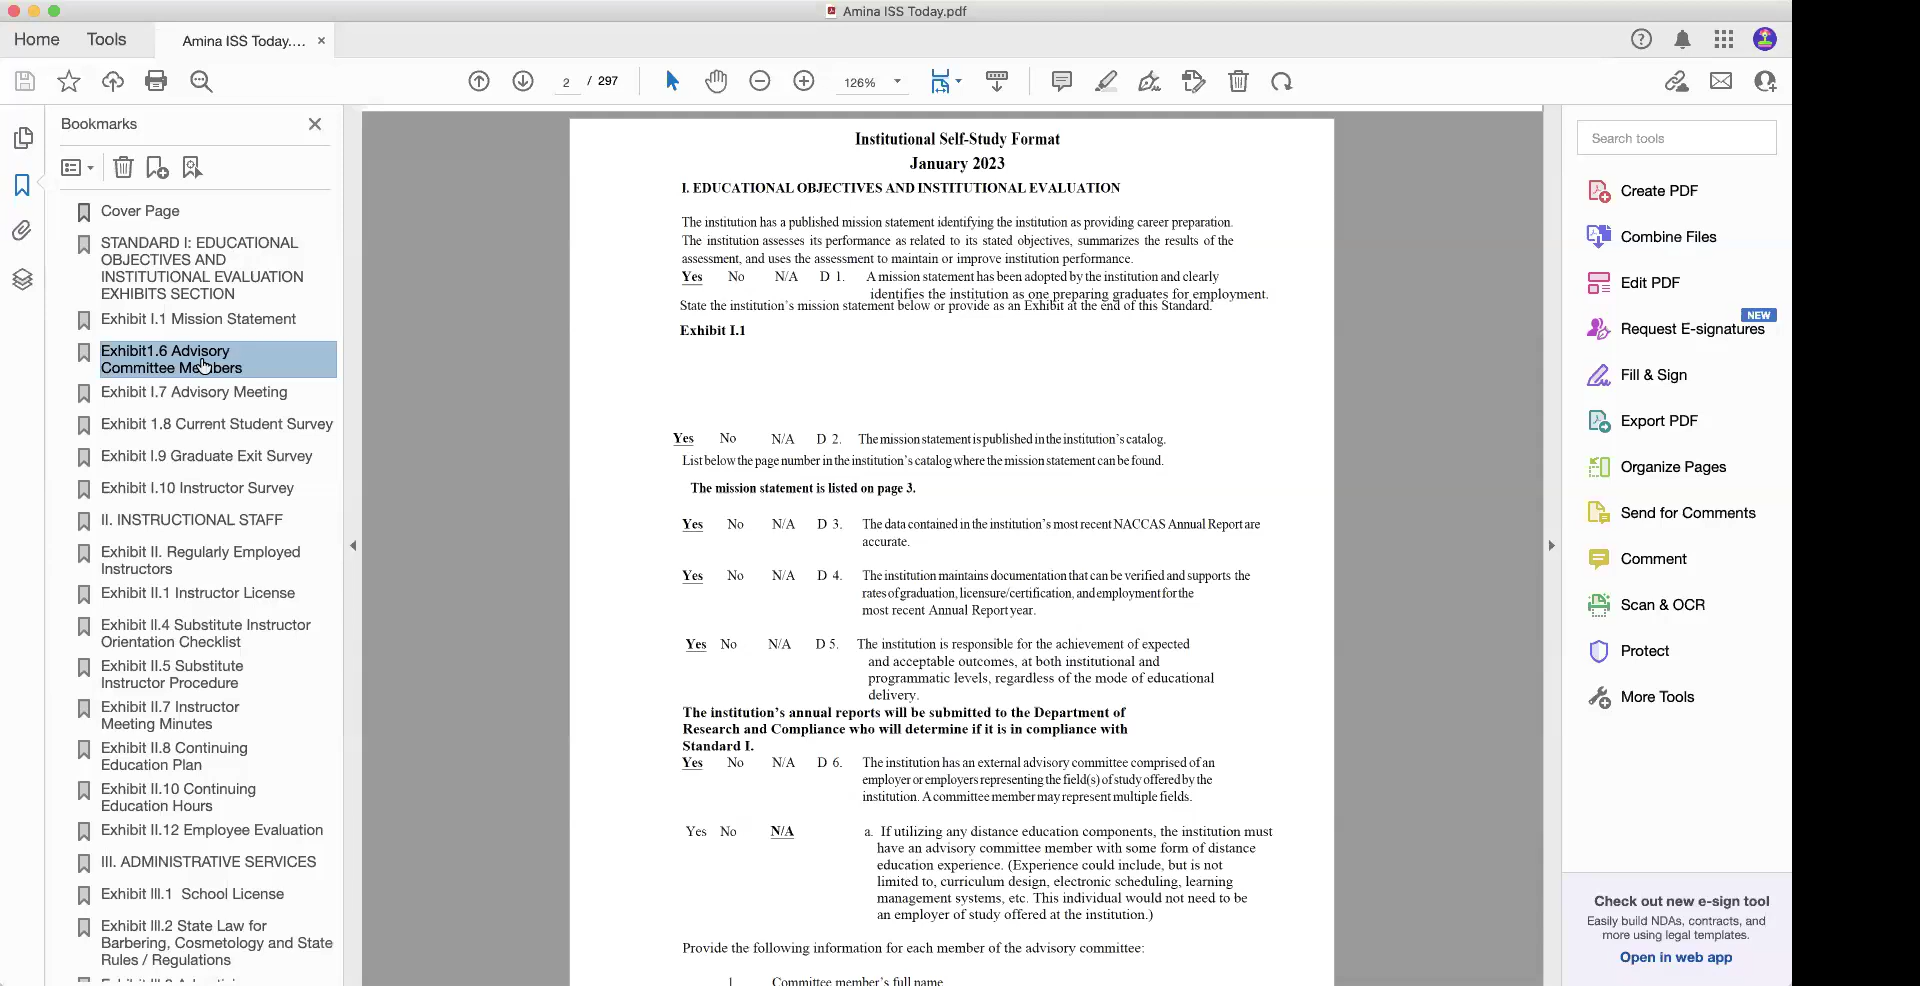 Amina ISS Today.pdf
Home
Tools
Amina ISS Today....
2
/ 297
126%
Bookmarks
Cover Page
STANDARD I: EDUCATIONAL
OBJECTIVES AND
INSTITUTIONAL EVALUATION
EXHIBITS SECTION
Exhibit I.1 Mission Statement
Exhibit1.6 Advisory
Committee Members
Exhibit I.7 Advisory Meeting
Exhibit 1.8 Current Student Survey
Exhibit I.9 Graduate Exit Survey
Exhibit I.10 Instructor Survey
II. INSTRUCTIONAL STAFF
Exhibit II. Regularly Employed
Instructors
Exhibit II.1 Instructor License
Exhibit II.4 Substitute Instructor
Orientation Checklist
Exhibit II.5 Substitute
Instructor Procedure
Exhibit II.7 Instructor
Meeting Minutes
Exhibit II.8 Continuing
Education Plan
Exhibit II.10 Continuing
Education Hours
Exhibit II.12 Employee Evaluation
III. ADMINISTRATIVE SERVICES
Exhibit III.1 School License
Exhibit III.2 State Law for
Barbering, Cosmetology and State
Rules / Regulations
Institutional Self-Study Format
January 2023
I. EDUCATIONAL OBJECTIVES AND INSTITUTIONAL EVALUATION
The institution has a published mission statement identifying the institution as providing career preparation.
The institution assesses its performance as related to its stated objectives, summarizes the results of the
assessment, and uses the assessment to maintain or improve institution performance.
Yes No N/A D 1. A mission statement has been adopted by the institution and clearly
identifies the institution as one preparing graduates for employment.
State the institution's mission statement below or provide as an Exhibit at the end of this Standard.
Exhibit I.1
Yes No N/A D 2. The mission statement is published in the institution's catalog.
List below the page number in the institution's catalog where the mission statement can be found.
The mission statement is listed on page 3.
Yes No N/A D 3. The data contained in the institution's most recent NACCAS Annual Report are
accurate.
Yes No N/A D 4. The institution maintains documentation that can be verified and supports the
rates of graduation, licensure/certification, and employment for the
most recent Annual Report year.
Yes No N/A D 5. The institution is responsible for the achievement of expected
and acceptable outcomes, at both institutional and
programmatic levels, regardless of the mode of educational
delivery.
The institution's annual reports will be submitted to the Department of
Research and Compliance who will determine if it is in compliance with
Standard I.
Yes No N/A D 6. The institution has an external advisory committee comprised of an
employer or employers representing the field(s) of study offered by the
institution. A committee member may represent multiple fields.
Yes No N/A a. If utilizing any distance education components, the institution must
have an advisory committee member with some form of distance
education experience. (Experience could include, but is not
limited to, curriculum design, electronic scheduling, learning
management systems, etc. This individual would not need to be
an employer of study offered at the institution.)
Provide the following information for each member of the advisory committee:
1 Committee member's full name
Search tools
Create PDF
Combine Files
Edit PDF
NEW
Request E-signatures
Fill & Sign
Export PDF
Organize Pages
Send for Comments
Comment
Scan & OCR
Protect
More Tools
Check out new e-sign tool
Easily build NDAs, contracts, and
more using legal templates.
Open in web app